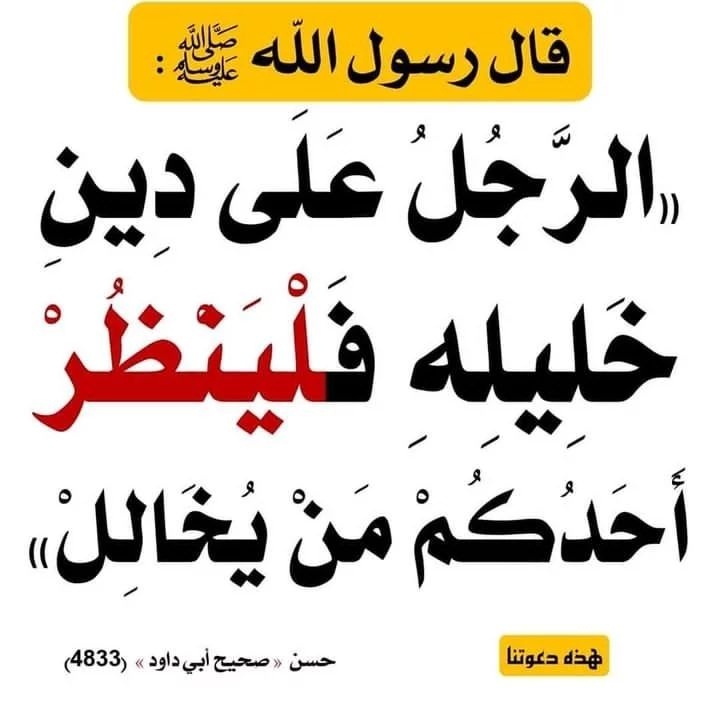 قال رسول الله ﷺ :
«الرَّجُلُ عَلَى دِينِ
خَلِيلِهِ فَلْيَنْظُرْ
أَحَدُكُمْ مَنْ يُخَالِلْ»
هذه دعوتنا
حسن « صحيح أبي داود » (4833)